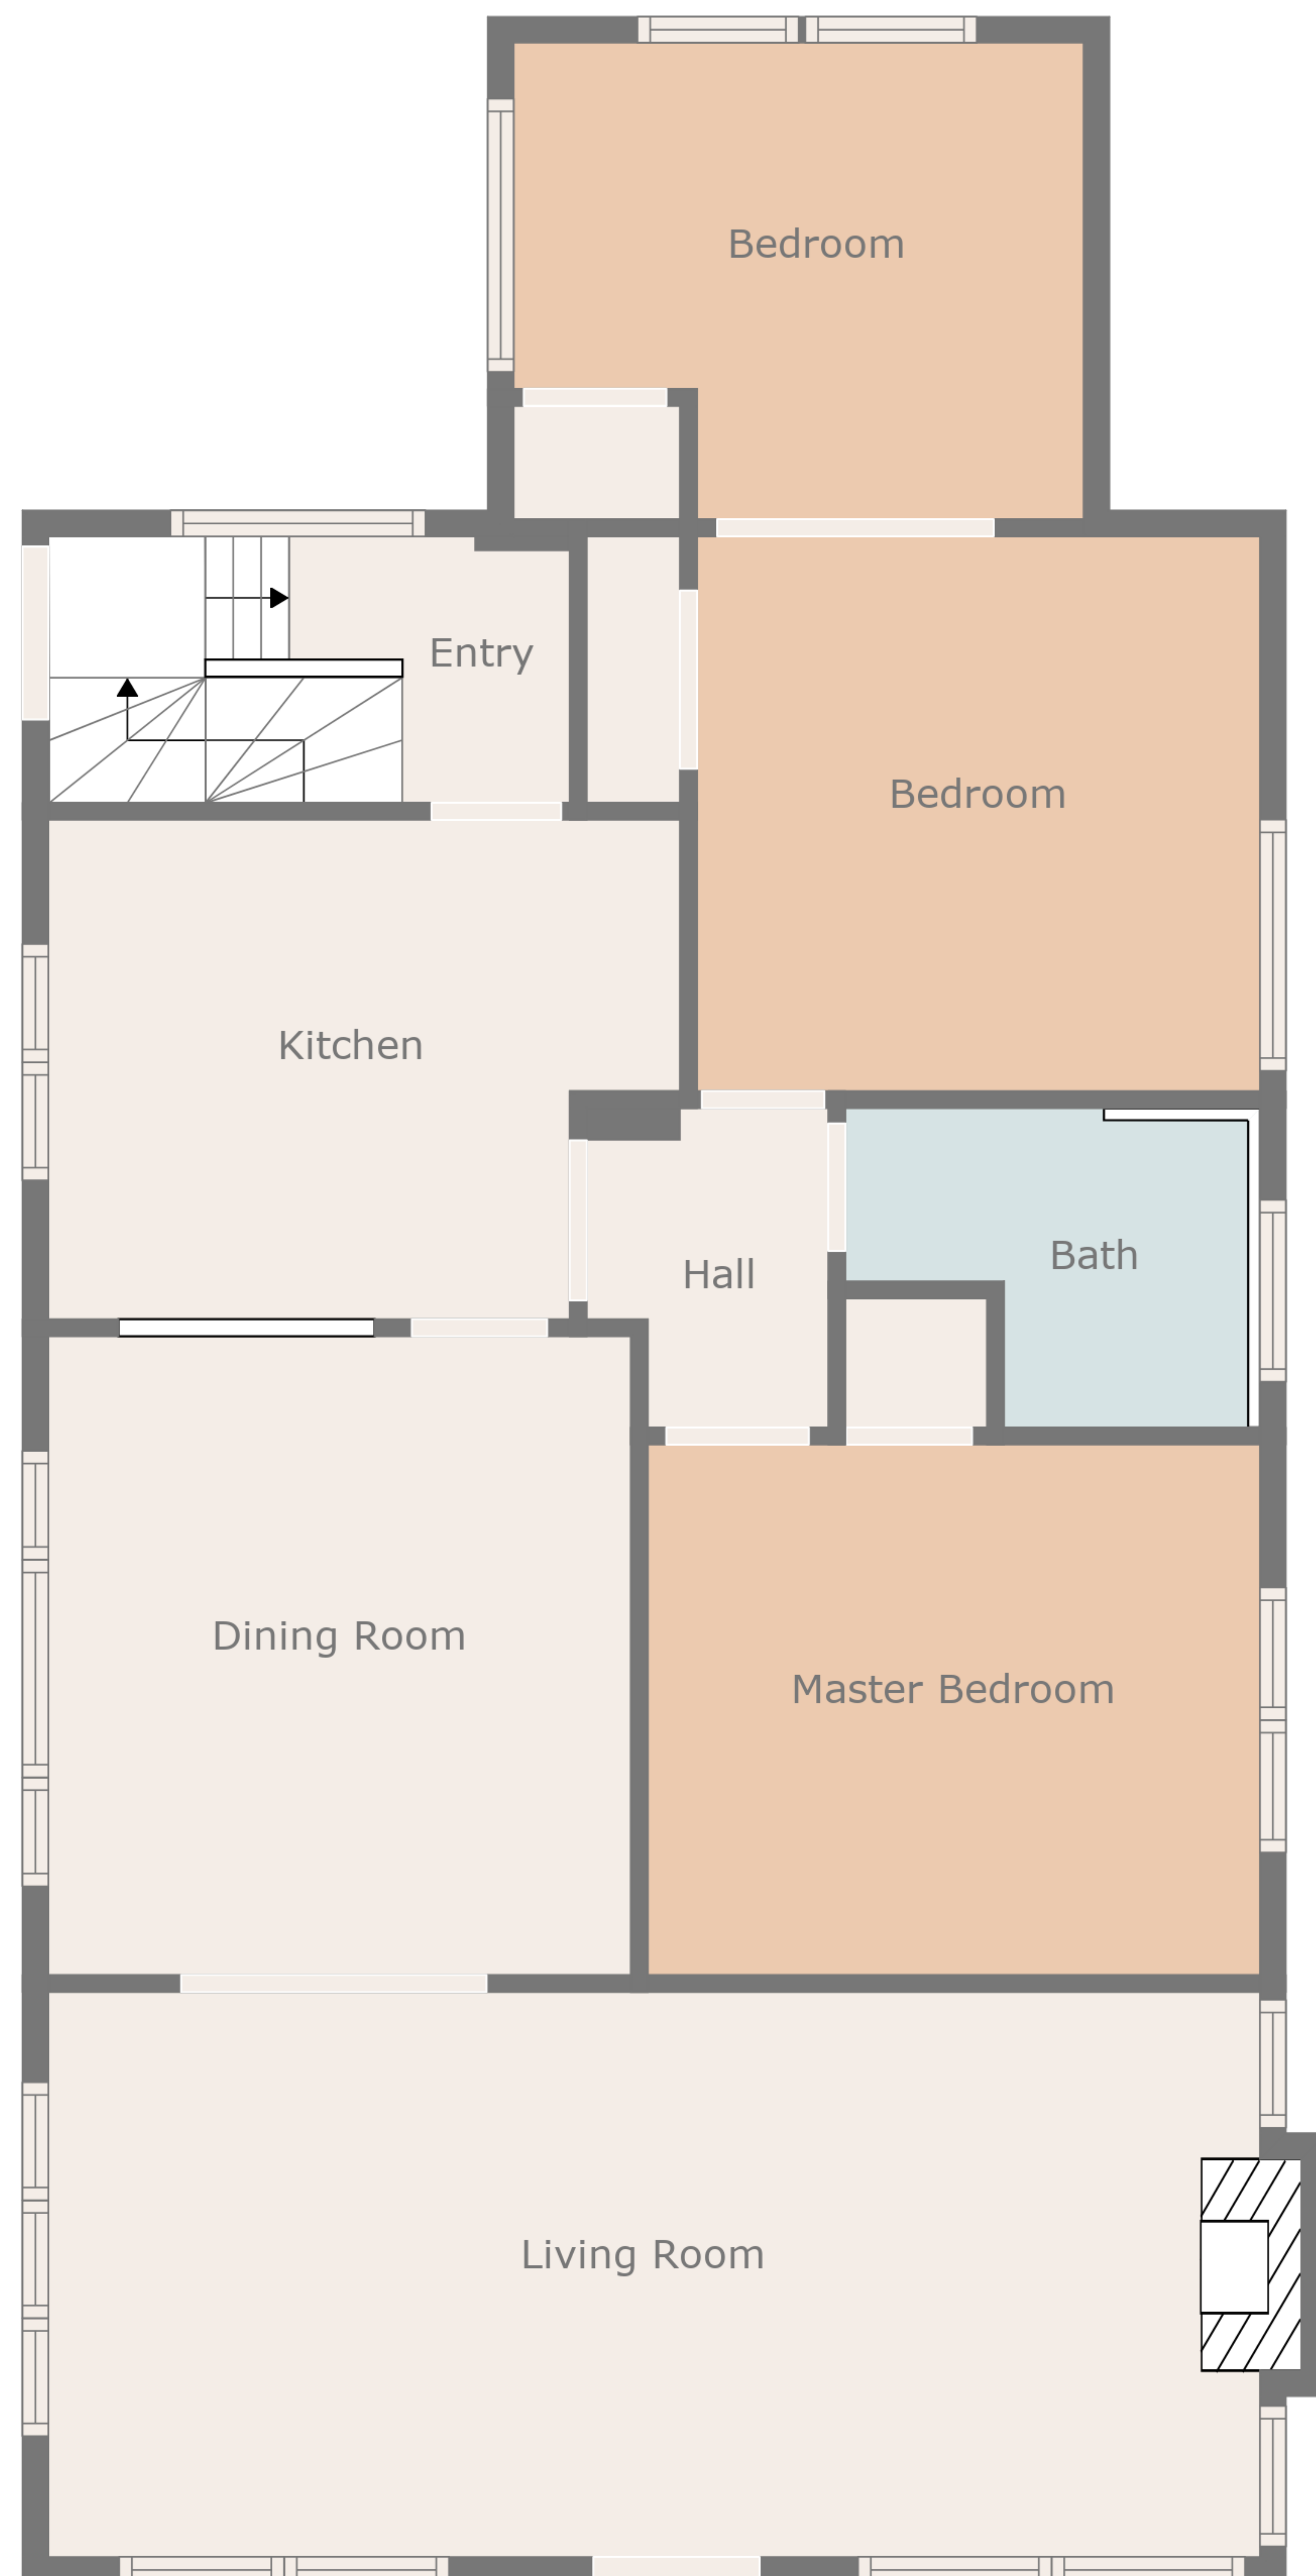 Bedroom
Entry
Bedroom
Kitchen
Bath
Hall
Dining Room
Master Bedroom
Living Room